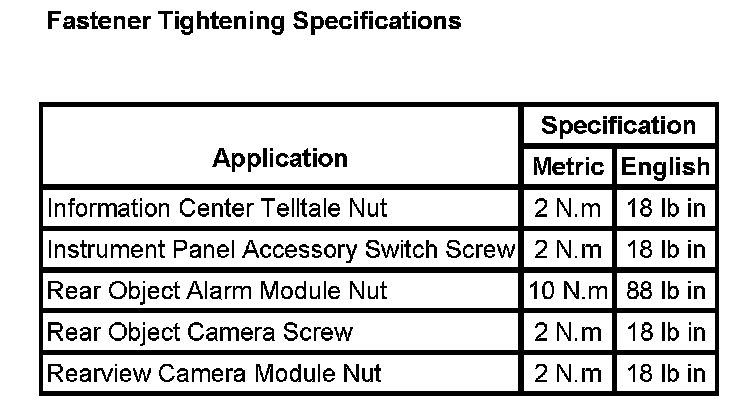 Fastener Tightening Specifications
Application
Specification
Metric English
Information Center Telltale Nut 2 N.m 18 lb in
Instrument Panel Accessory Switch Screw 2 N.m 18 lb in
Rear Object Alarm Module Nut 10 N.m 88 lb in
Rear Object Camera Screw 2 N.m 18 lb in
Rearview Camera Module Nut 2 N.m 18 lb in